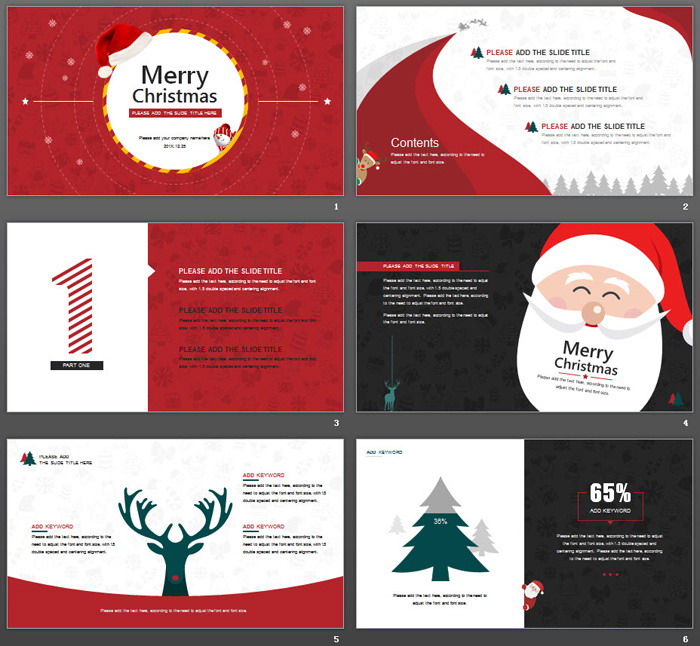 Merry
Christmas
PLEASE ADD THE SLIDE TITLE HERE
Please add your company name here
201X.12.25
1
PLEASE ADD THE SLIDE TITLE
Please add the text here, according to the need to adjust the
font and font size, with 1.5 double spaced and centering alignment.
PLEASE ADD THE SLIDE TITLE
Please add the text here, according to the need to adjust the font and
font size, with 1.5 double spaced and centering alignment.
PLEASE ADD THE SLIDE TITLE
Please add the text here, according to the need to adjust the font and
font size, with 1.5 double spaced and centering alignment.
Contents
Please add the text here, according to the need to adjust the
font and font size.
2
1
PART ONE
PLEASE ADD THE SLIDE TITLE
Please add the text here, according to the need to adjust the font and font
size, with 1.5 double spaced and centering alignment.
PLEASE ADD THE SLIDE TITLE
Please add the text here, according to the need to adjust the font and font
size, with 1.5 double spaced and centering alignment.
PLEASE ADD THE SLIDE TITLE
Please add the text here, according to the need to adjust the font and font
size, with 1.5 double spaced and centering alignment.
3
PLEASE ADD THE SLIDE TITLE
Please add the text here, according to the need to adjust
the font and font size, with 1.5 double spaced and
centering alignment. Please add the text here, according
to the need to adjust the font and font size.
Please add the text here, according to the need to adjust
the font and font size.
Merry
Christmas
Please add the text here, according to the need to adjust
the font and font size.
4
PLEASE ADD
THE SLIDE TITLE HERE
ADD KEYWORD
Please add the text here, according to the
need to adjust the font and font size, with 1.5
double spaced and centering alignment.
ADD KEYWORD
Please add the text here, according to the
need to adjust the font and font size, with 1.5
double spaced and centering alignment.
ADD KEYWORD
Please add the text here, according to the
need to adjust the font and font size, with 1.5
double spaced and centering alignment.
Please add the text here, according to the need to adjust the font and font size.
5
ADD KEYWORD
36%
Please add the text here, according to the need to
adjust the font and font size.
65%
ADD KEYWORD
Please add the text here, according to the need to adjust
the font and font size, with 1.5 double spaced and
centering alignment. Please add the text here, according
to the need to adjust the font and font size.
6